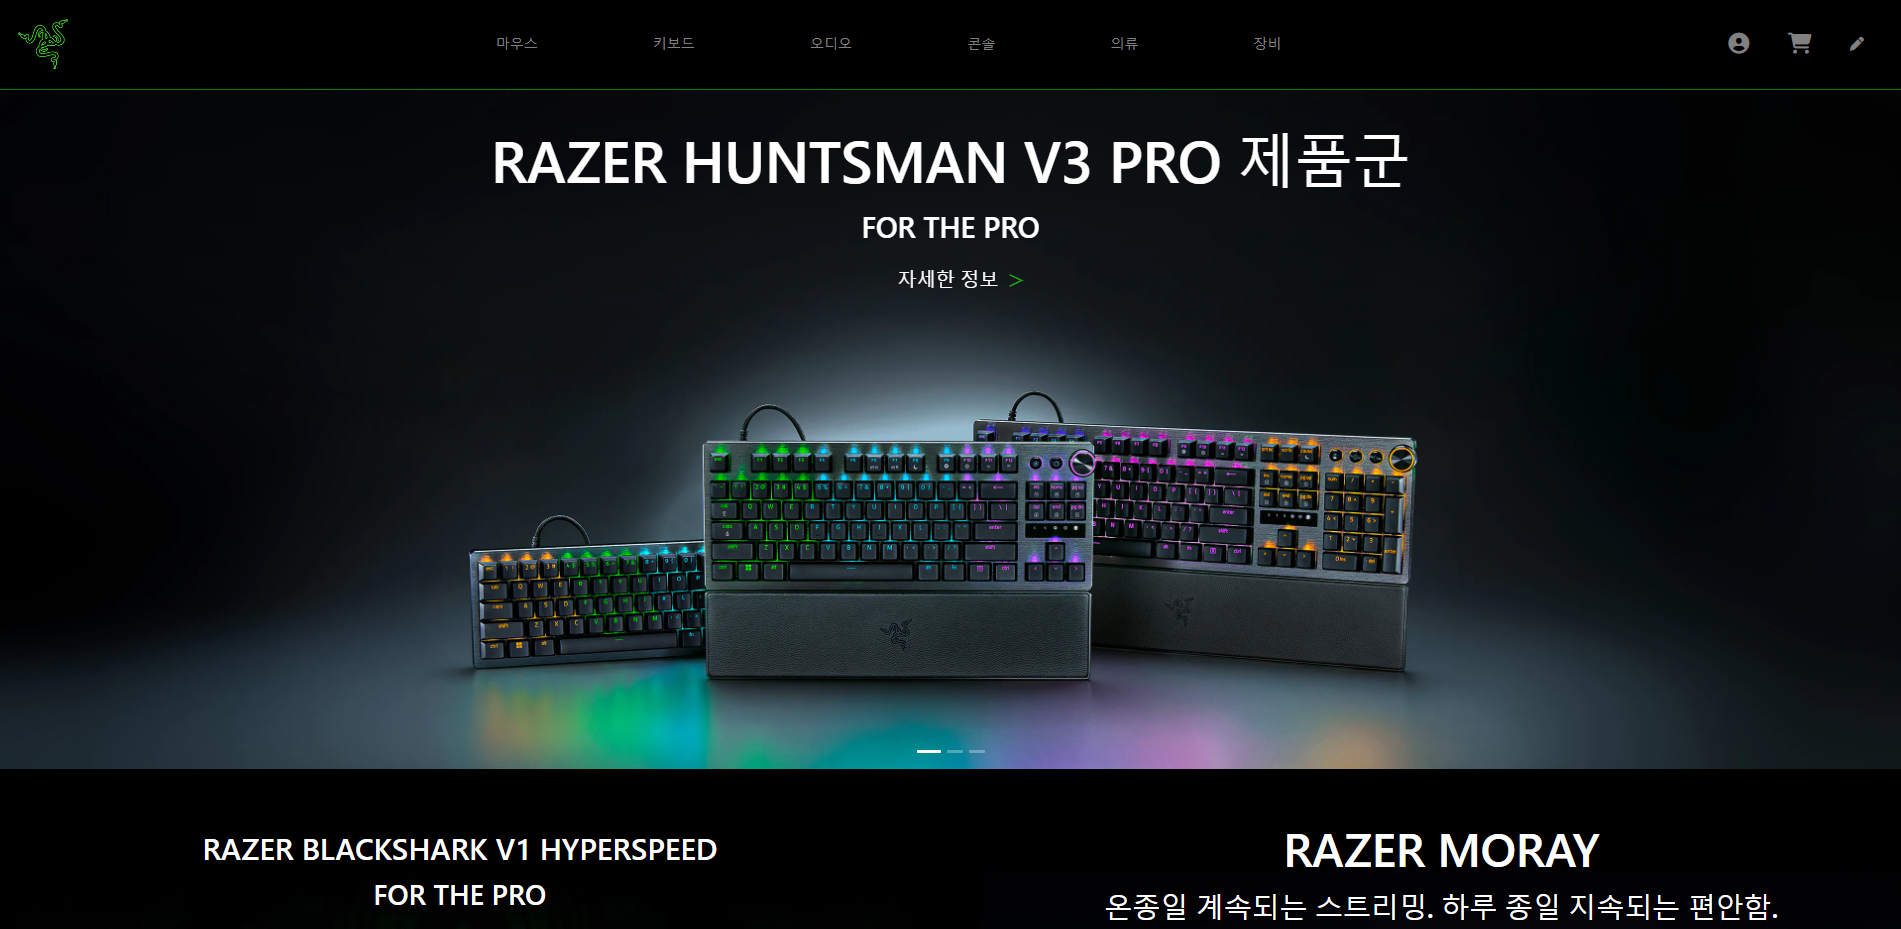 마우스 키보드 오디오 콘솔 의류 장비
RAZER HUNTSMAN V3 PRO 제품군
FOR THE PRO
자세한 정보 >
RAZER BLACKSHARK V1 HYPERSPEED
FOR THE PRO
RAZER MORAY
온종일 계속되는 스트리밍. 하루 종일 지속되는 편안함.